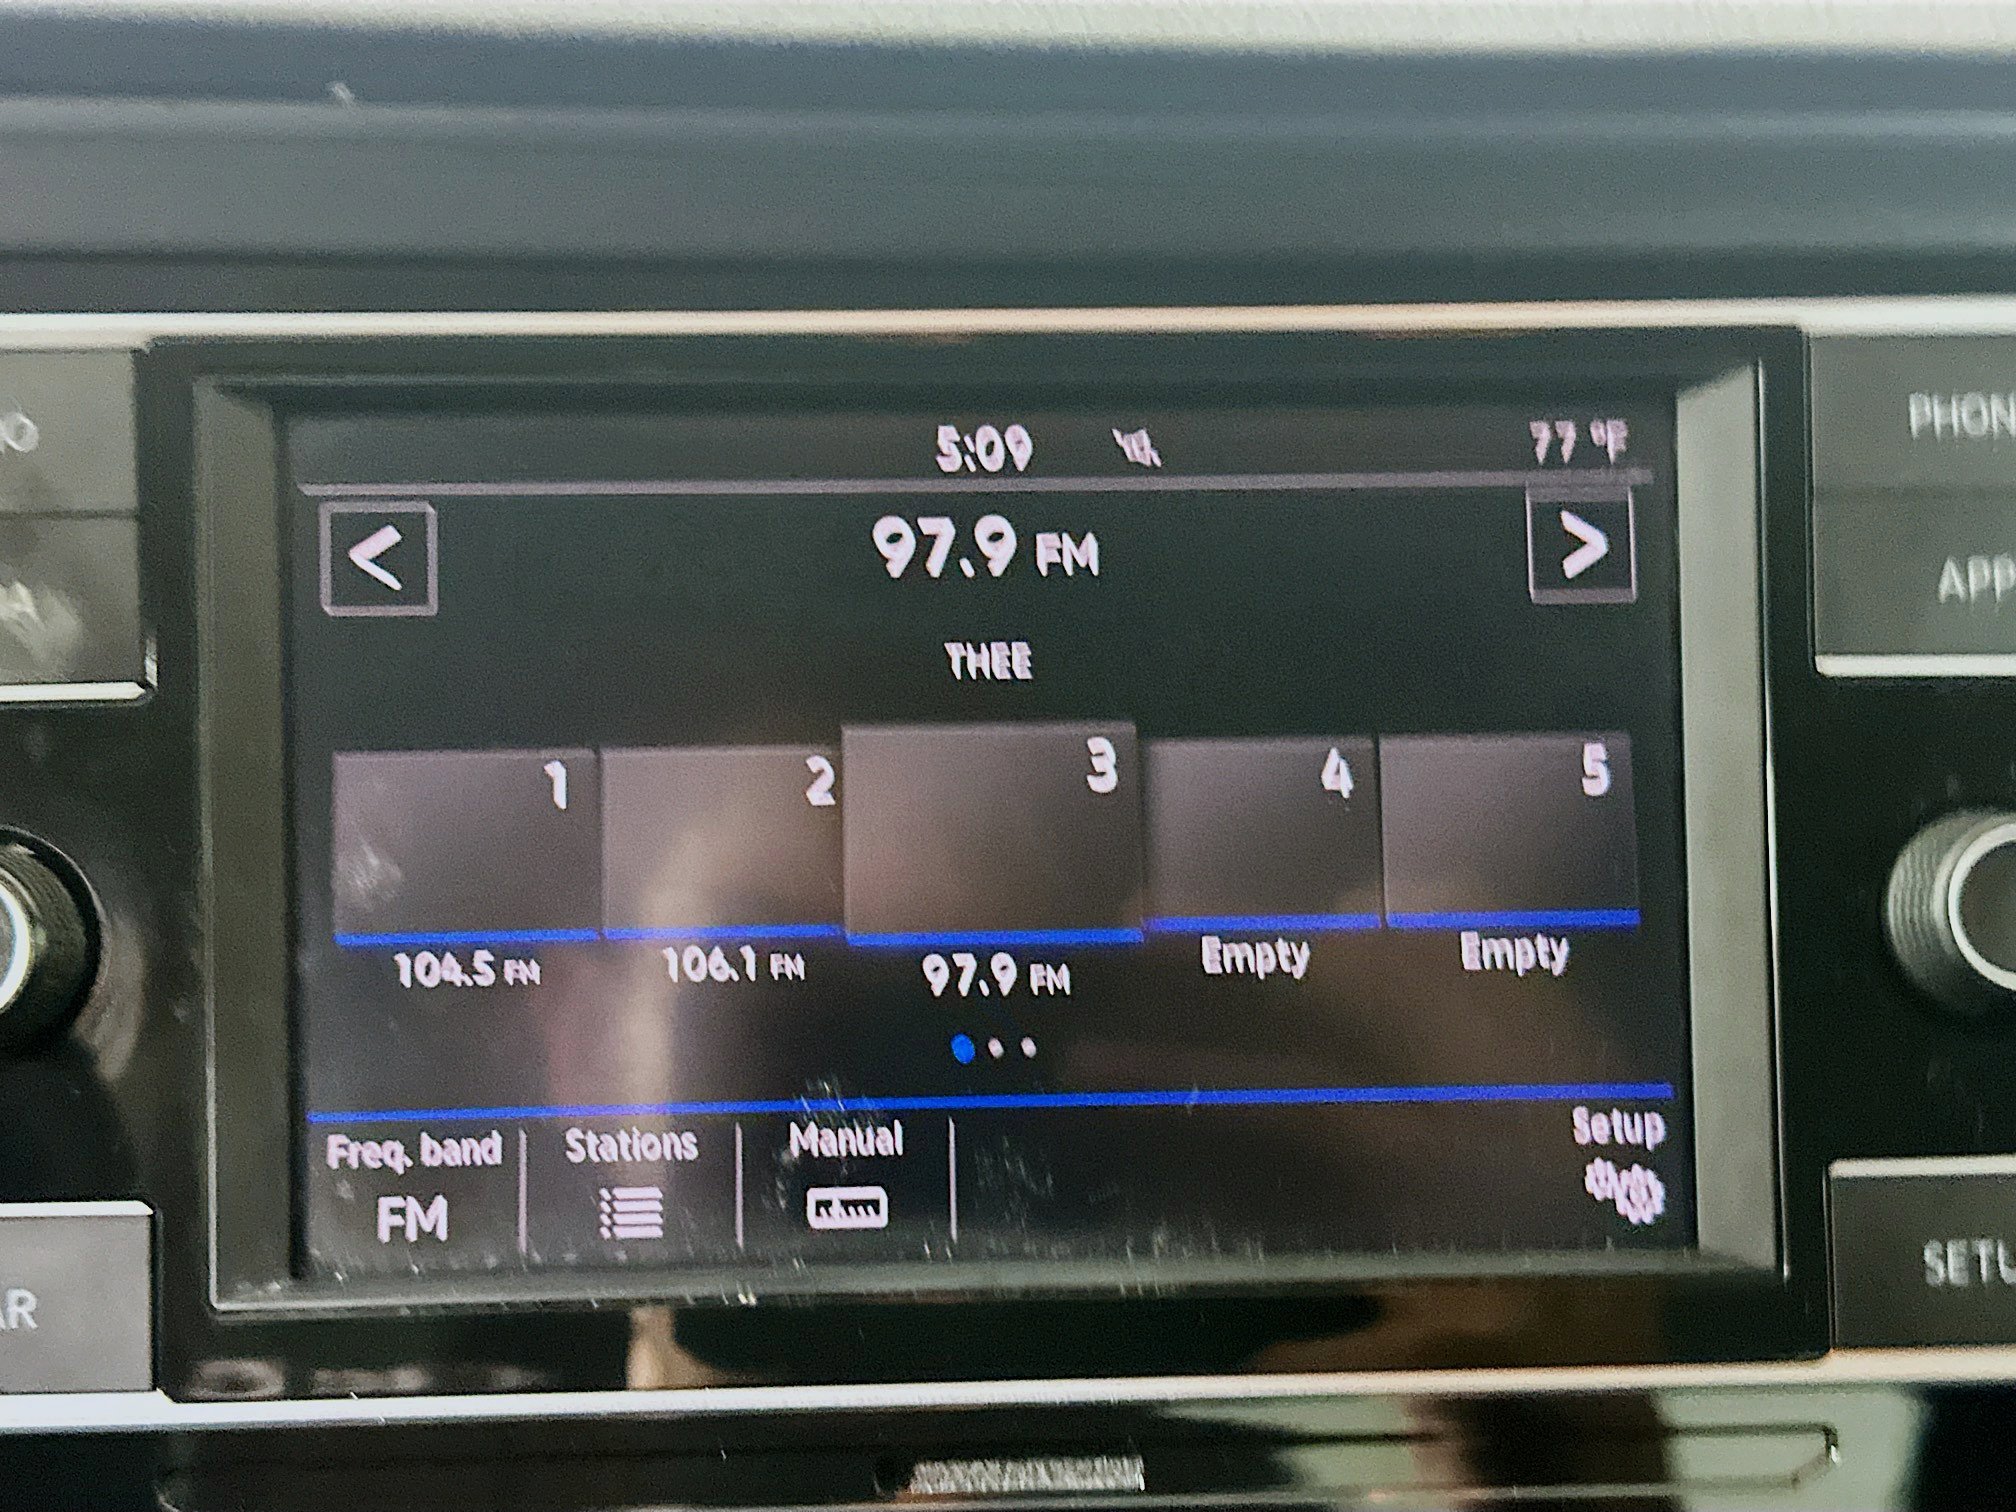 5:09 77 °F
< 97.9 FM >
THEE
1 2 3 4 5
104.5 FM 106.1 FM 97.9 FM Empty Empty
Freq. band Stations Manual Setup
FM
PHON
APP
AR
SETU